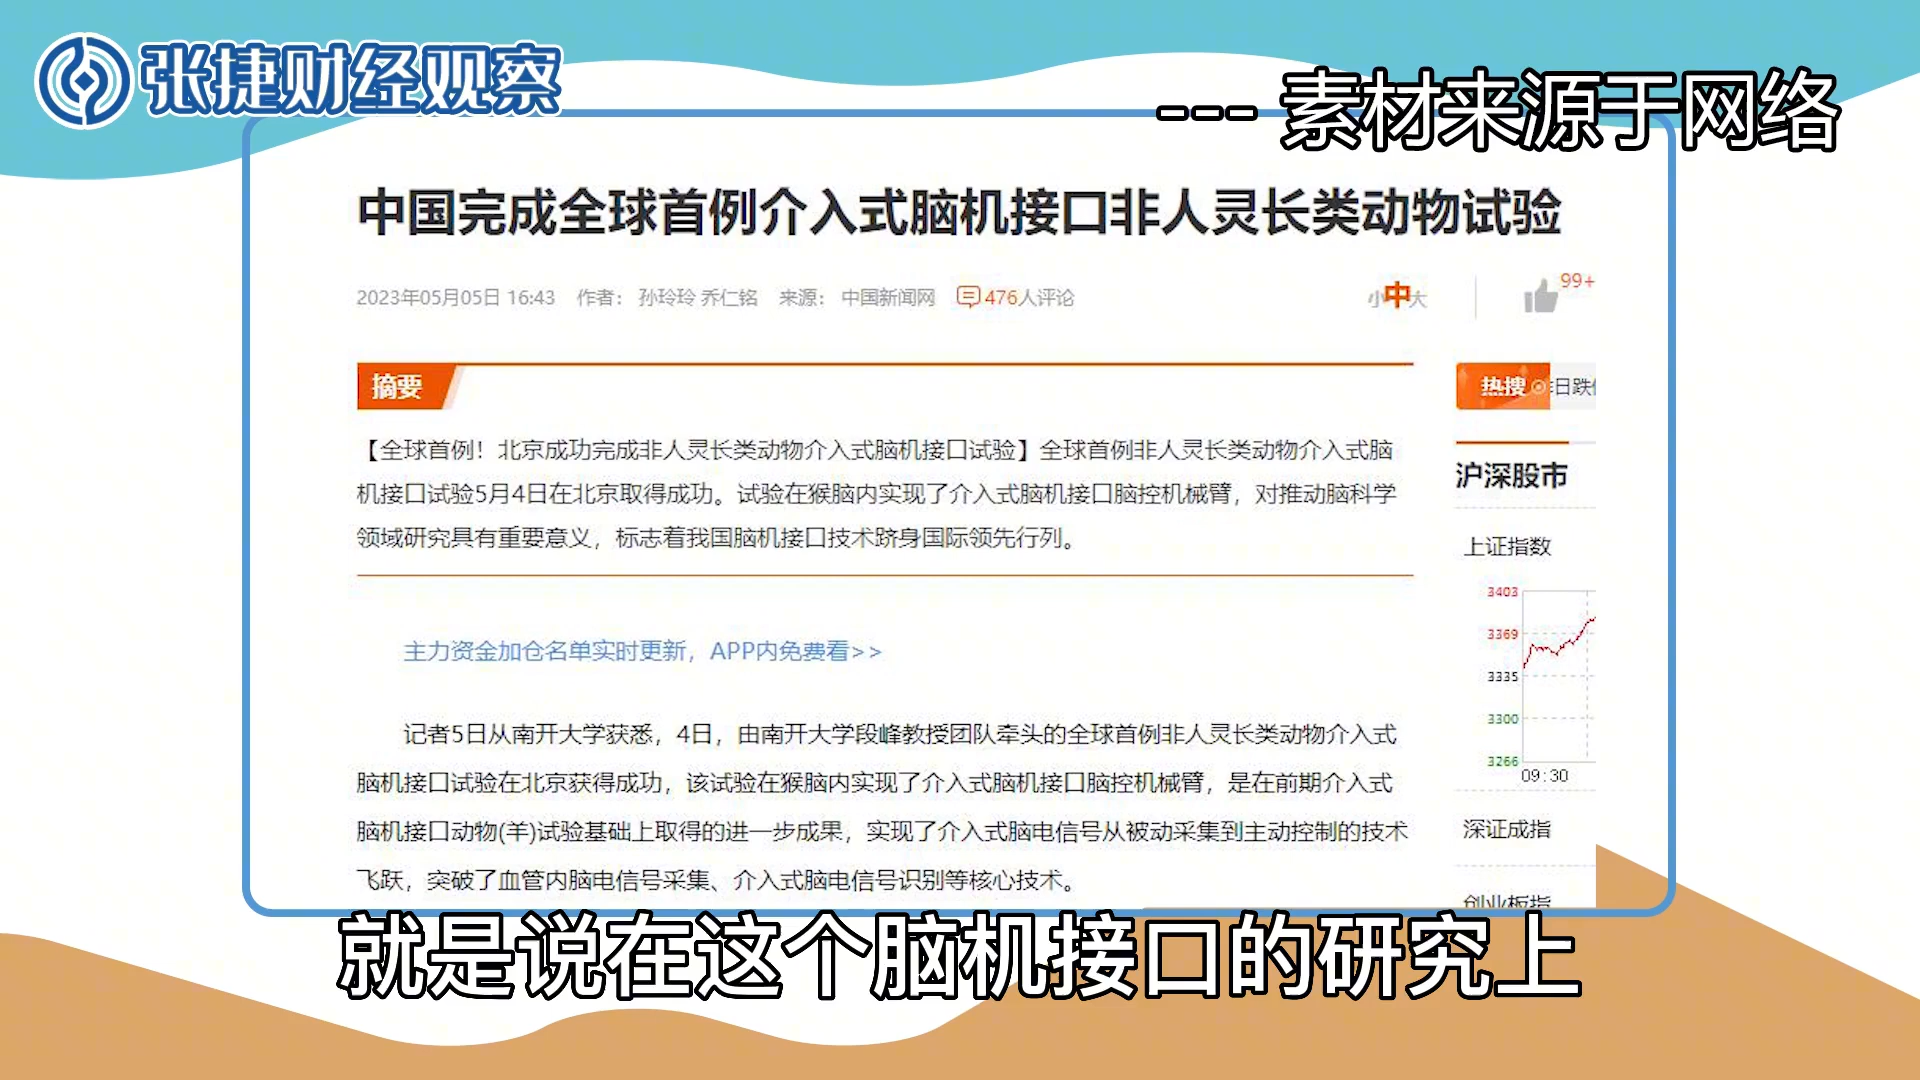 张捷财经观察
--- 素材来源于网络
中国完成全球首例介入式脑机接口非人灵长类动物试验
2023年05月05日 16:43 作者： 孙玲玲 乔仁铭 来源： 中国新闻网 476人评论
小 中 大
99+
摘要
热搜
日跌
【全球首例！北京成功完成非人灵长类动物介入式脑机接口试验】全球首例非人灵长类动物介入式脑
机接口试验5月4日在北京取得成功。试验在猴脑内实现了介入式脑机接口脑控机械臂，对推动脑科学
领域研究具有重要意义，标志着我国脑机接口技术跻身国际领先行列。
沪深股市
上证指数
3403
3369
3335
3300
3266
09:30
主力资金加仓名单实时更新，APP内免费看>>
记者5日从南开大学获悉，4日，由南开大学段峰教授团队牵头的全球首例非人灵长类动物介入式
脑机接口试验在北京获得成功，该试验在猴脑内实现了介入式脑机接口脑控机械臂，是在前期介入式
脑机接口动物(羊)试验基础上取得的进一步成果，实现了介入式脑电信号从被动采集到主动控制的技术
飞跃，突破了血管内脑电信号采集、介入式脑电信号识别等核心技术。
深证成指
创业板指
就是说在这个脑机接口的研究上